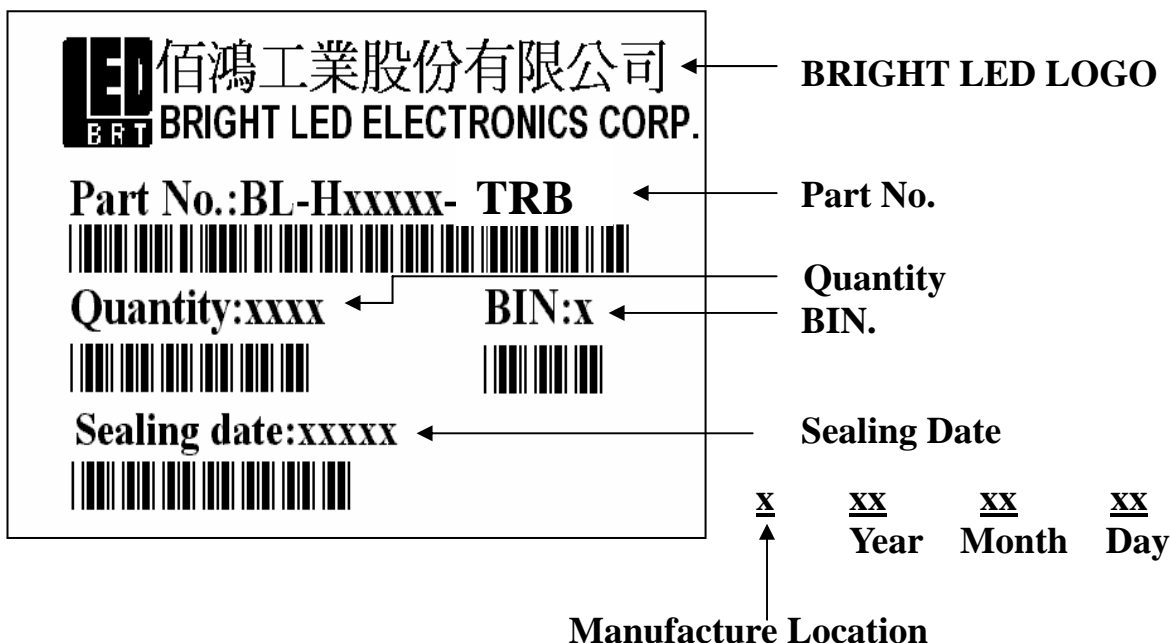 LED 佰鴻工業股份有限公司
BRT BRIGHT LED ELECTRONICS CORP.
BRIGHT LED LOGO
Part No.:BL-Hxxxxx- TRB
Part No.
Quantity:xxxx
Quantity
BIN:x
BIN.
Sealing date:xxxxx
Sealing Date
x xx xx xx
Year Month Day
Manufacture Location